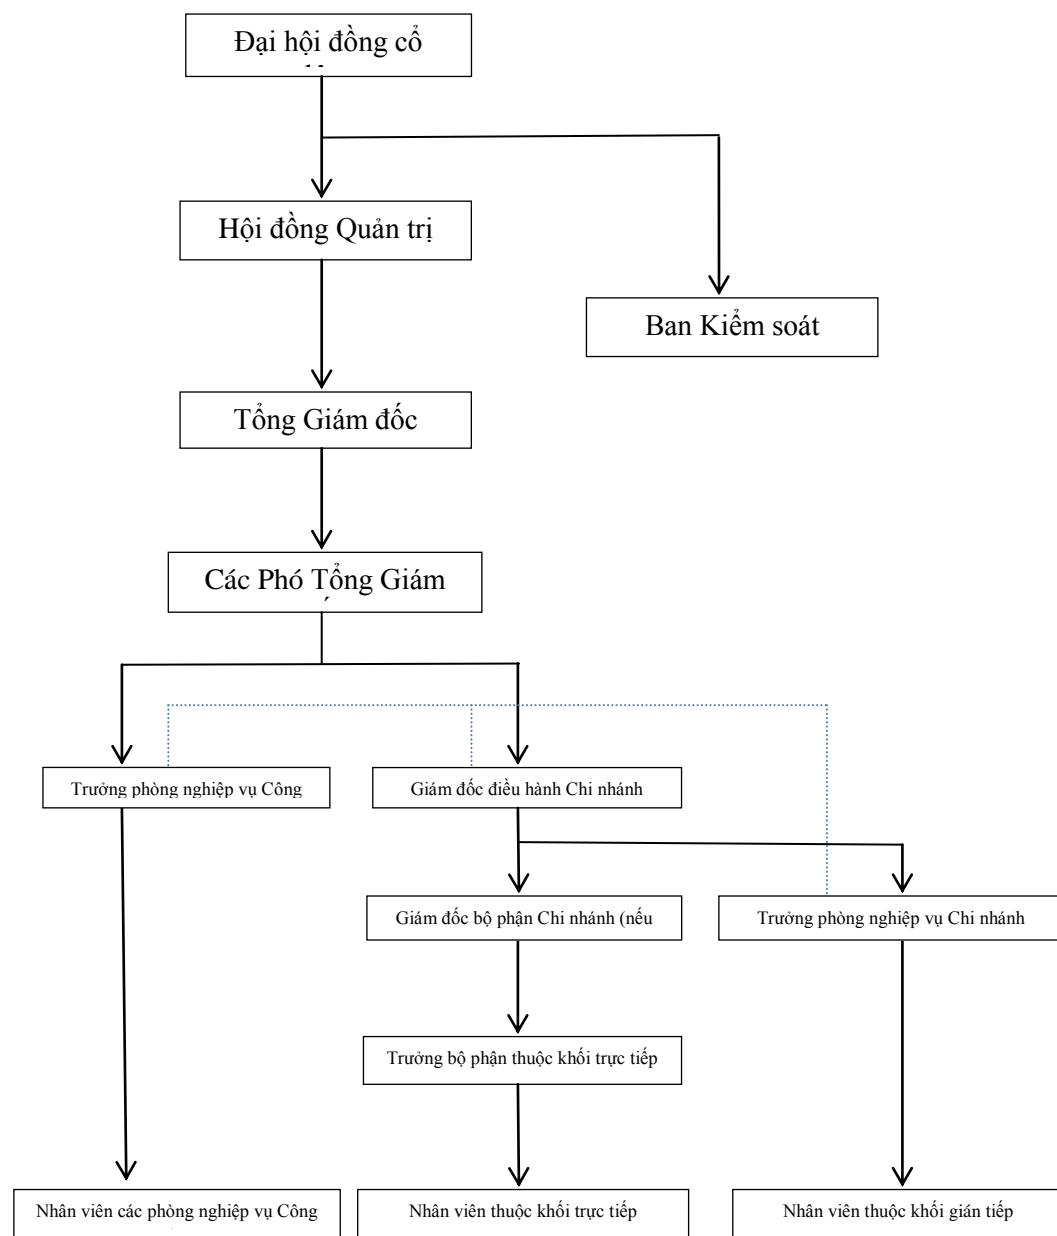 Đại hội đồng cổ
Hội đồng Quản trị
Ban Kiểm soát
Tổng Giám đốc
Các Phó Tổng Giám
Trưởng phòng nghiệp vụ Công
Giám đốc điều hành Chi nhánh
Giám đốc bộ phận Chi nhánh (nếu
Trưởng phòng nghiệp vụ Chi nhánh
Trưởng bộ phận thuộc khối trực tiếp
Nhân viên các phòng nghiệp vụ Công
Nhân viên thuộc khối trực tiếp
Nhân viên thuộc khối gián tiếp